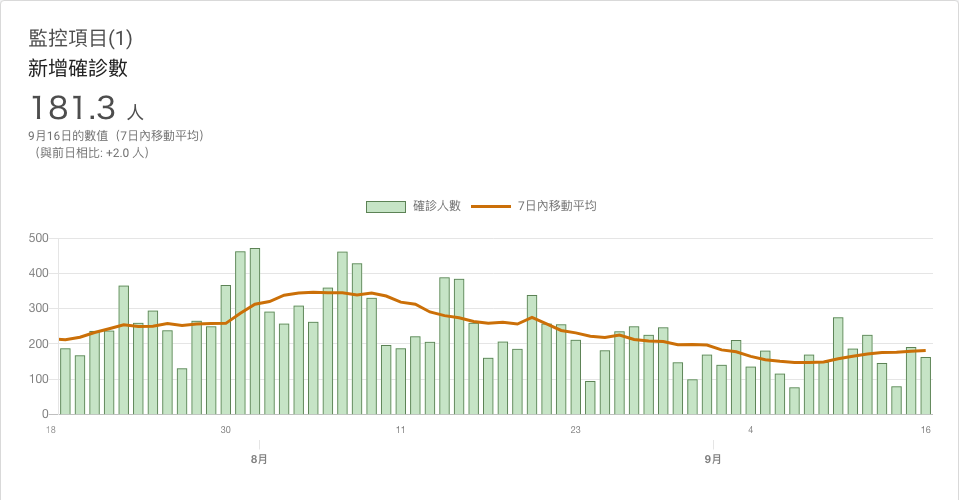 監控項目(1)
新增確診數
181.3 人
9月16日的數值（7日內移動平均）
（與前日相比: +2.0 人）
確診人數 7日內移動平均
500
400
300
200
100
0
18 30 11 23 4 16
8月 9月